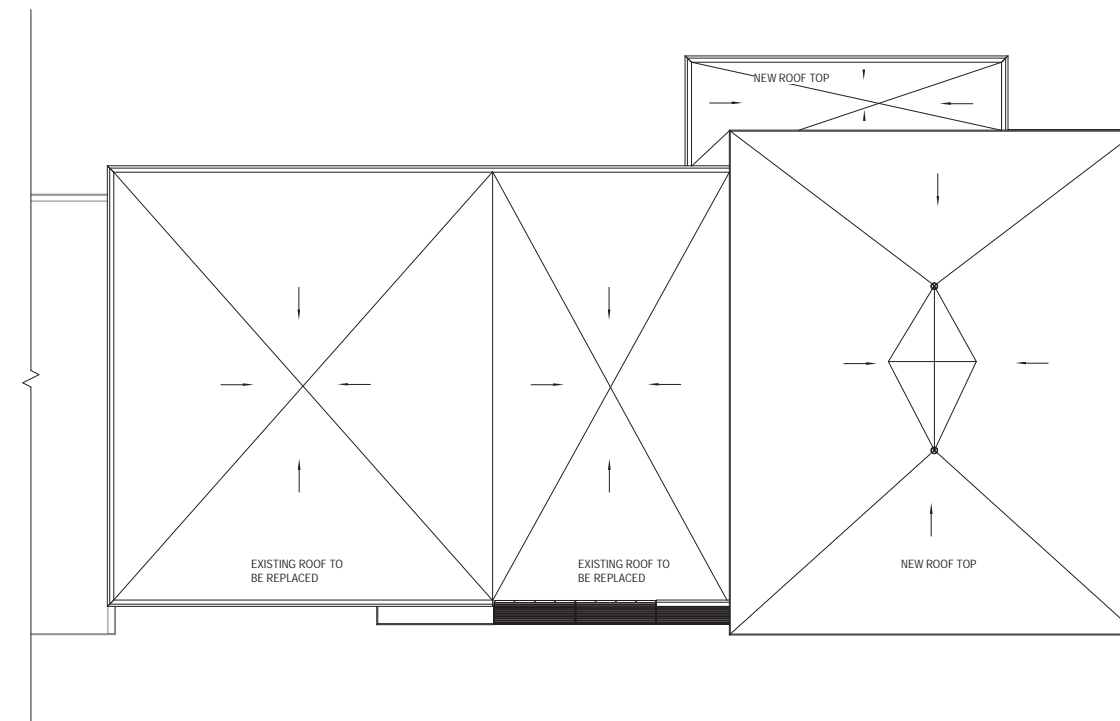 NEW ROOF TOP
EXISTING ROOF TO
BE REPLACED
EXISTING ROOF TO
BE REPLACED
NEW ROOF TOP